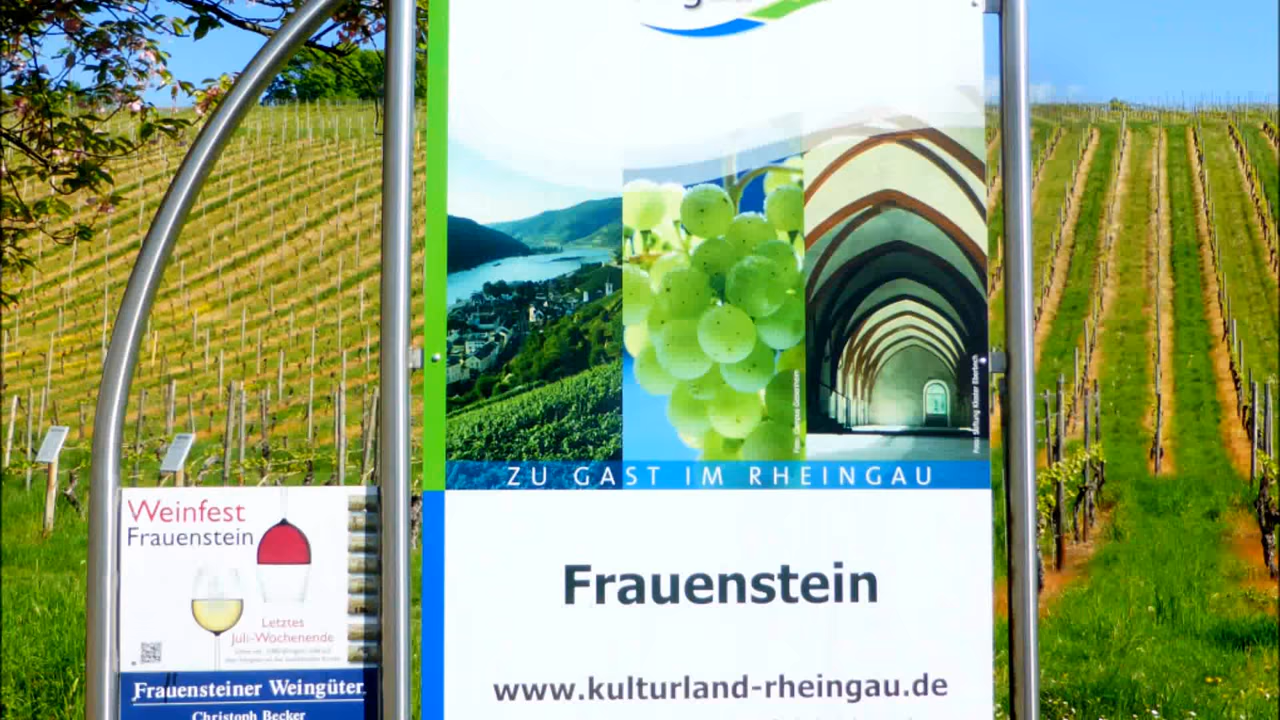 ZU GAST IM RHEINGAU
Frauenstein
www.kulturland-rheingau.de
Weinfest
Frauenstein
Letztes
Juli-Wochenende
Frauensteiner Weingüter
Christoph Becker